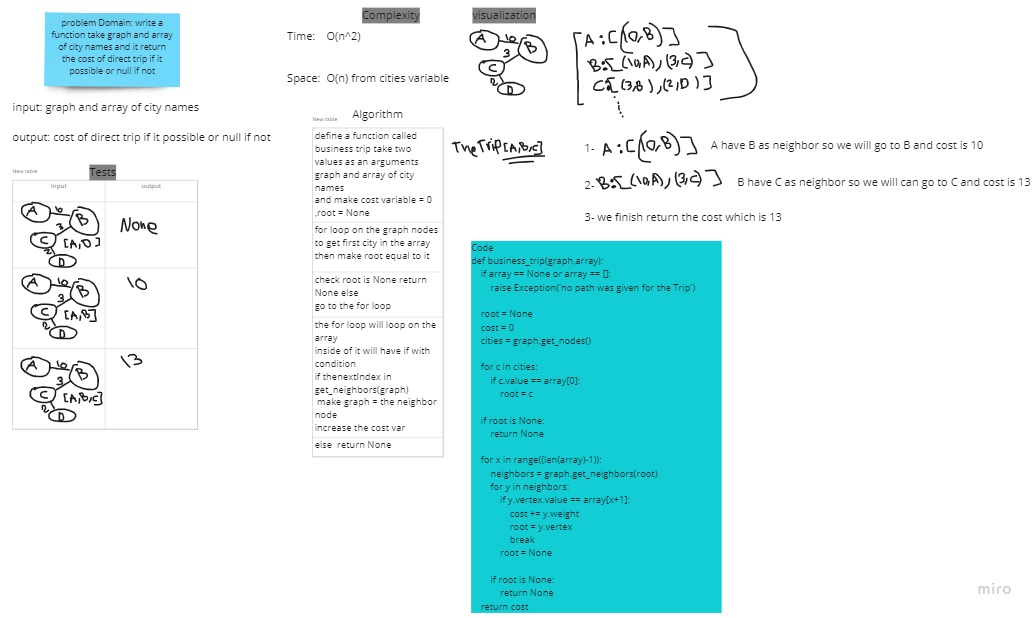 problem Domain: write a
function take graph and array
of city names and it return
the cost of direct trip if it
possible or null if not
input: graph and array of city names
output: cost of direct trip if it possible or null if not
New table
Tests
Input
output
A
10
B
3
C
[A,D]
2
D
None
A
10
B
3
C
[A,B]
2
D
10
A
10
B
3
C
[A,B,C]
2
D
13
Complexity
Time: O(n^2)
Space: O(n) from cities variable
New table
Algorithm
define a function called
business trip take two
values as an arguments
graph and array of city
names
and make cost variable = 0
,root = None
for loop on the graph nodes
to get first city in the array
then make root equal to it
check root is None return
None else
go to the for loop
the for loop will loop on the
array
inside of it will have if with
condition
if thenextIndex in
get_neighbors(graph)
make graph = the neighbor
node
increase the cost var
else return None
visualization
A
10
B
3
C
2
D
A : [(10,B)]
B: [(10,A),(3,C)]
C: [(3,B),(2,D)]
The Trip [A,B,C]
1- A : [(10,B)] A have B as neighbor so we will go to B and cost is 10
2- B: [(10,A),(3,C)] B have C as neighbor so we will can go to C and cost is 13
3- we finish return the cost which is 13
Code
def business_trip(graph,array):
if array == None or array == []:
raise Exception('no path was given for the Trip')
root = None
cost = 0
cities = graph.get_nodes()
for c in cities:
if c.value == array[0]:
root = c
if root is None:
return None
for x in range((len(array)-1)):
neighbors = graph.get_neighbors(root)
for y in neighbors:
if y.vertex.value == array[x+1]:
cost += y.weight
root = y.vertex
break
root = None
if root is None:
return None
return cost
miro